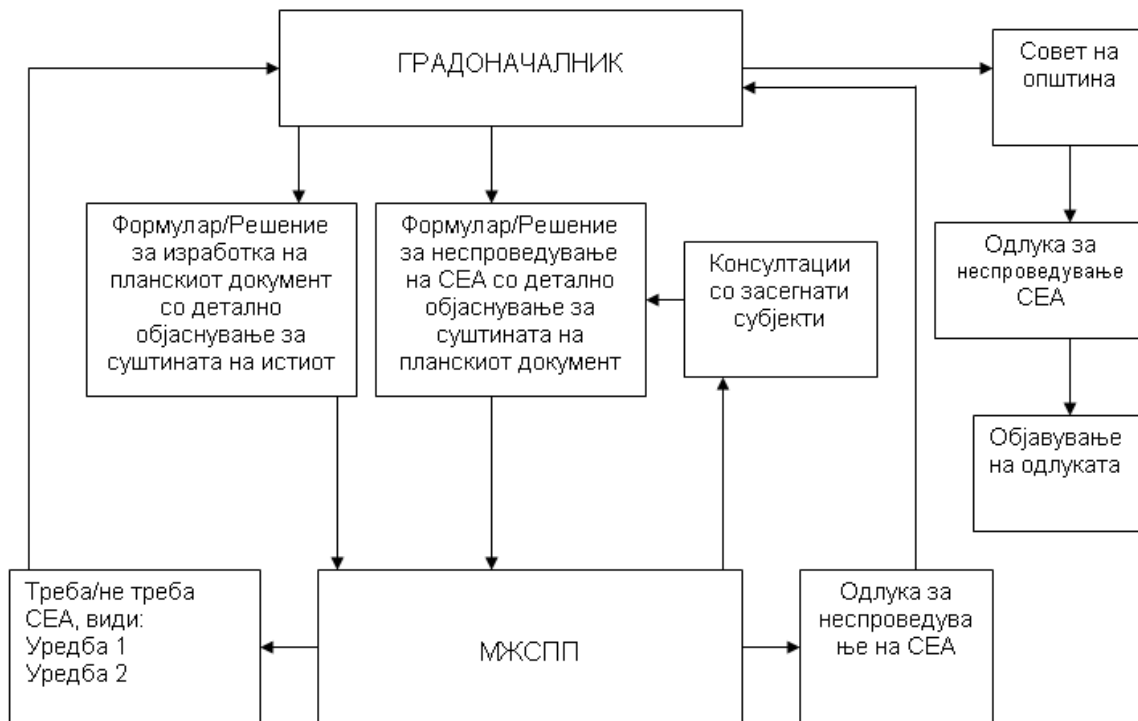 ГРАДОНАЧАЛНИК
Совет на
општина
Формулар/Решение
за изработка на
планскиот документ
со детално
објаснување за
суштината на истиот
Формулар/Решение
за неспроведување
на СЕА со детално
објаснување за
суштината на
планскиот документ
Консултации
со засегнати
субјекти
Одлука за
неспроведување
СЕА
Објавување
на одлуката
Треба/не треба
СЕА, види:
Уредба 1
Уредба 2
МЖСПП
Одлука за
неспроведува
ње на СЕА